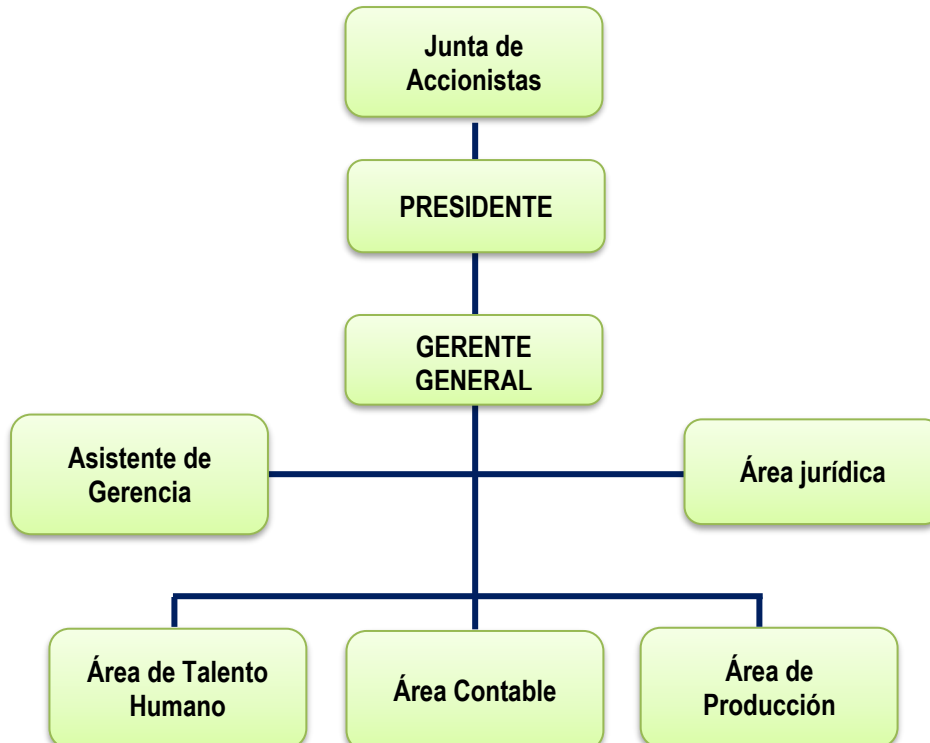 Junta de
Accionistas
PRESIDENTE
GERENTE
GENERAL
Asistente de
Gerencia
Área jurídica
Área de Talento
Humano
Área Contable
Área de
Producción